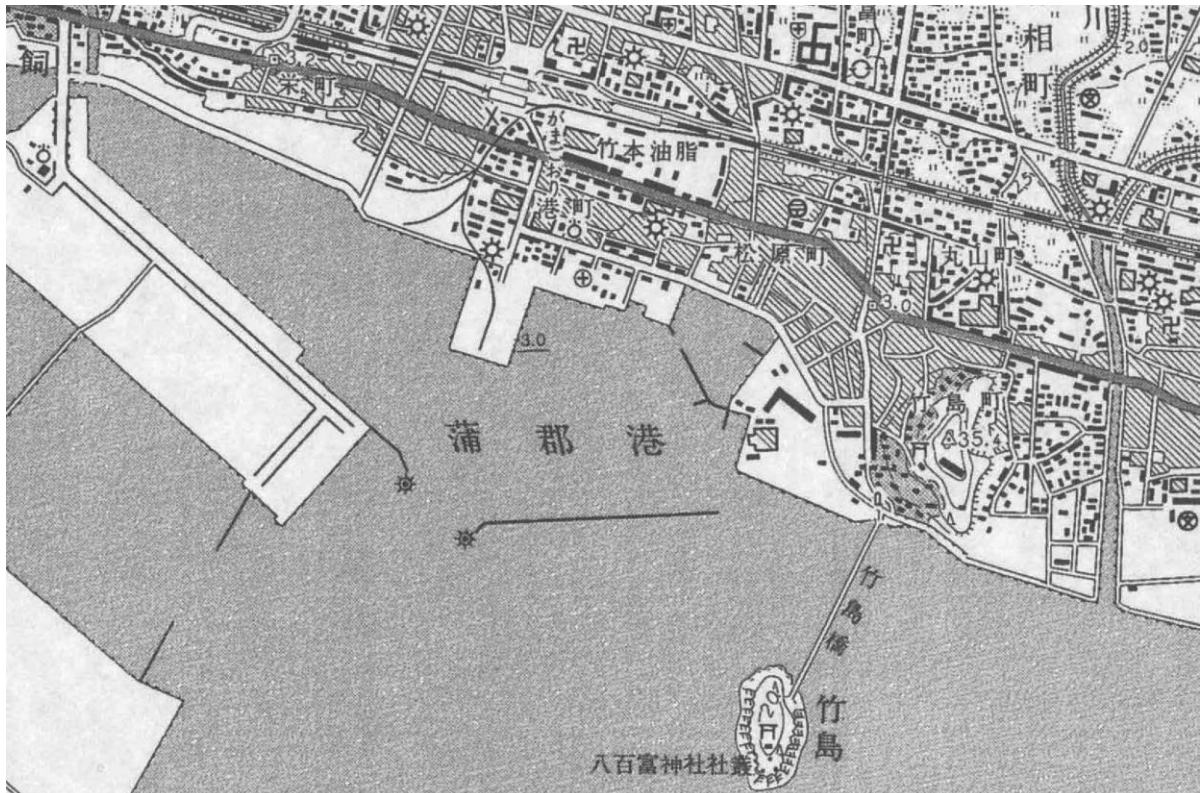 相町
飼
3.2
栄町
2.0
がまごおり港
町
竹本油脂
松原町
丸山町
3.0
-3.0
竹島町
35.4
蒲郡港
竹島橋
竹島
八百富神社社叢